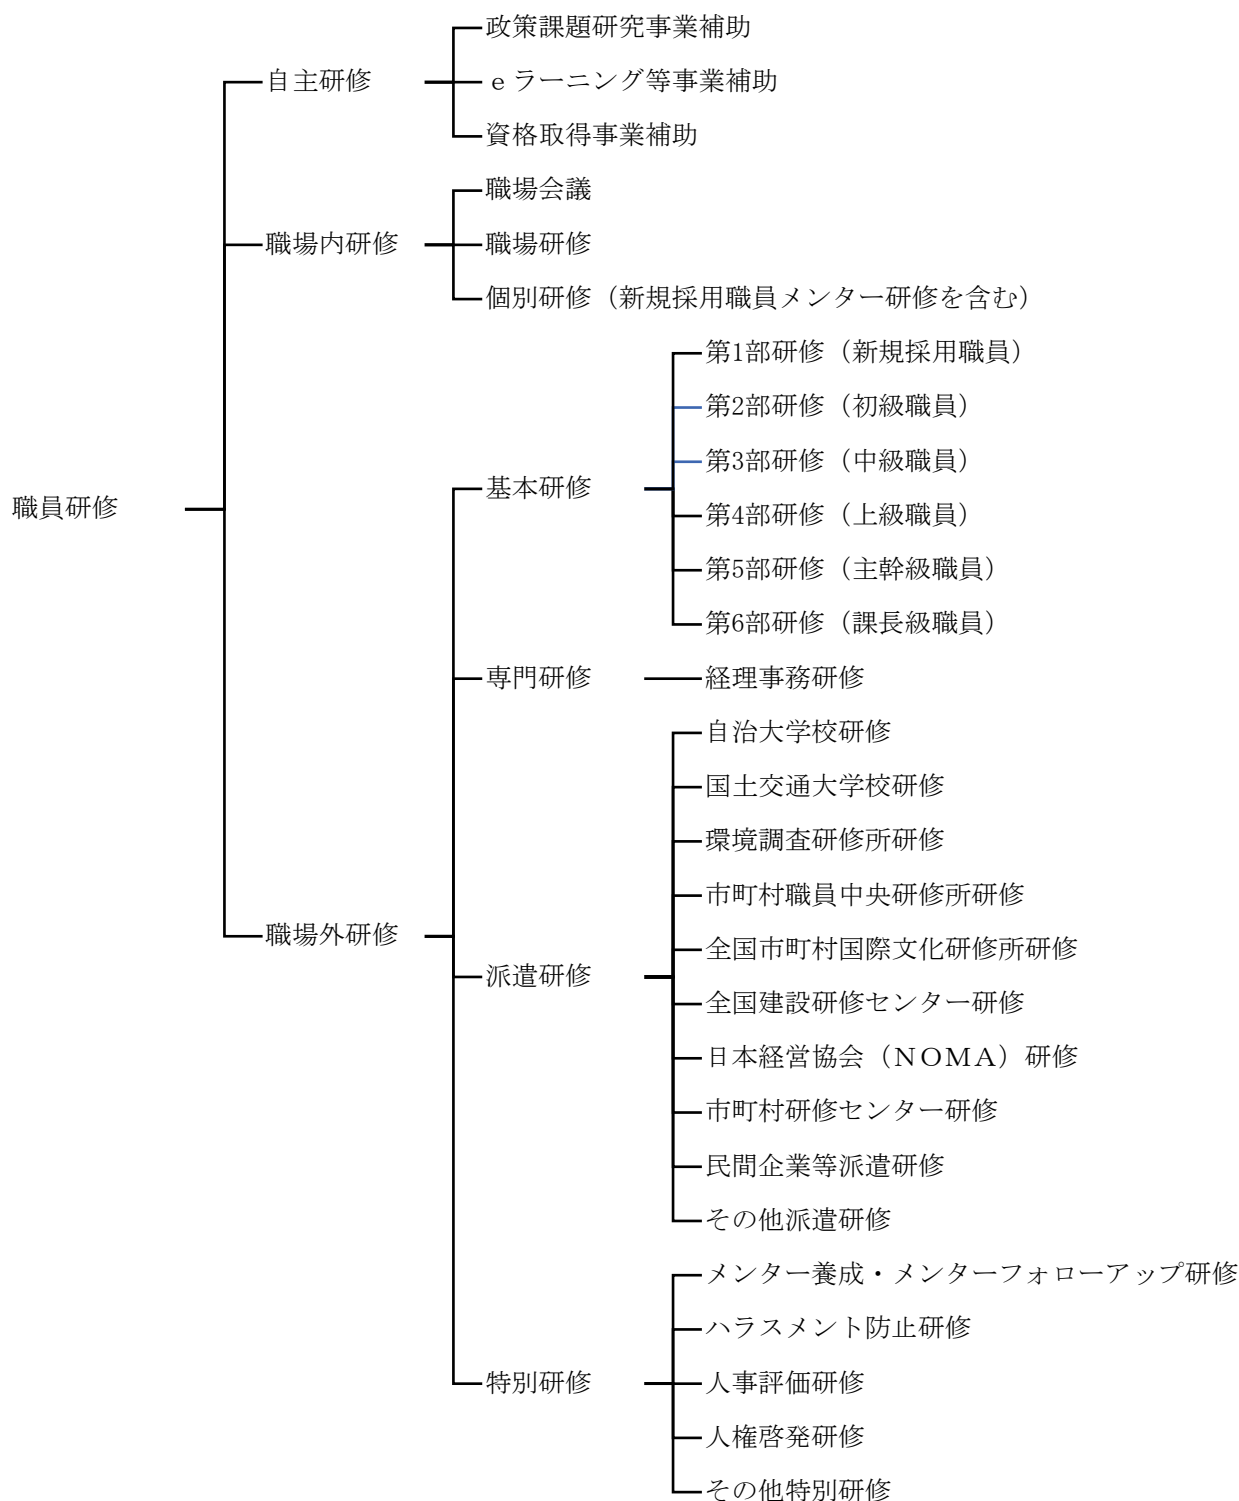 政策課題研究事業補助
自主研修
ｅラーニング等事業補助
資格取得事業補助
職場会議
職場内研修
職場研修
個別研修（新規採用職員メンター研修を含む）
第1部研修（新規採用職員）
第2部研修（初級職員）
第3部研修（中級職員）
基本研修
職員研修
第4部研修（上級職員）
第5部研修（主幹級職員）
第6部研修（課長級職員）
専門研修
経理事務研修
自治大学校研修
国土交通大学校研修
環境調査研修所研修
市町村職員中央研修所研修
職場外研修
全国市町村国際文化研修所研修
派遣研修
全国建設研修センター研修
日本経営協会（ＮＯＭＡ）研修
市町村研修センター研修
民間企業等派遣研修
その他派遣研修
メンター養成・メンターフォローアップ研修
ハラスメント防止研修
特別研修
人事評価研修
人権啓発研修
その他特別研修